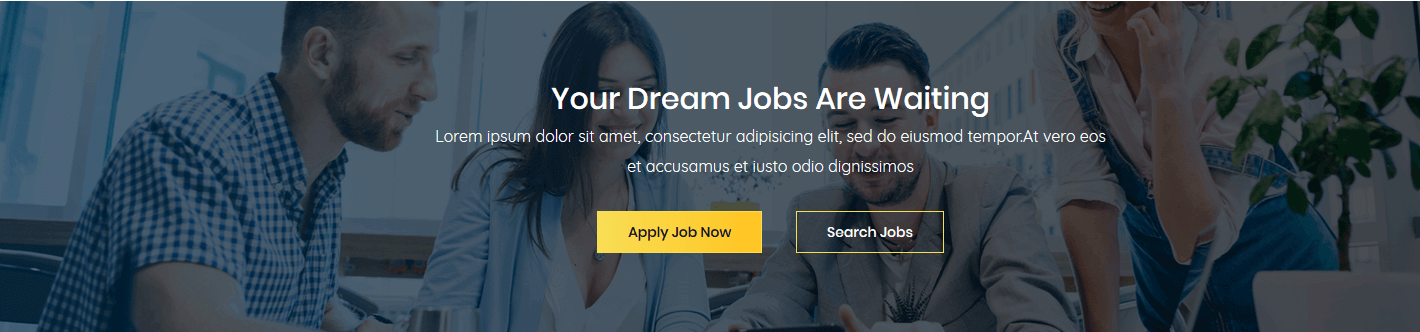 Your Dream Jobs Are Waiting
Lorem ipsum dolor sit amet, consectetur adipisicing elit, sed do eiusmod tempor.At vero eos
et accusamus et iusto odio dignissimos
Apply Job Now
Search Jobs